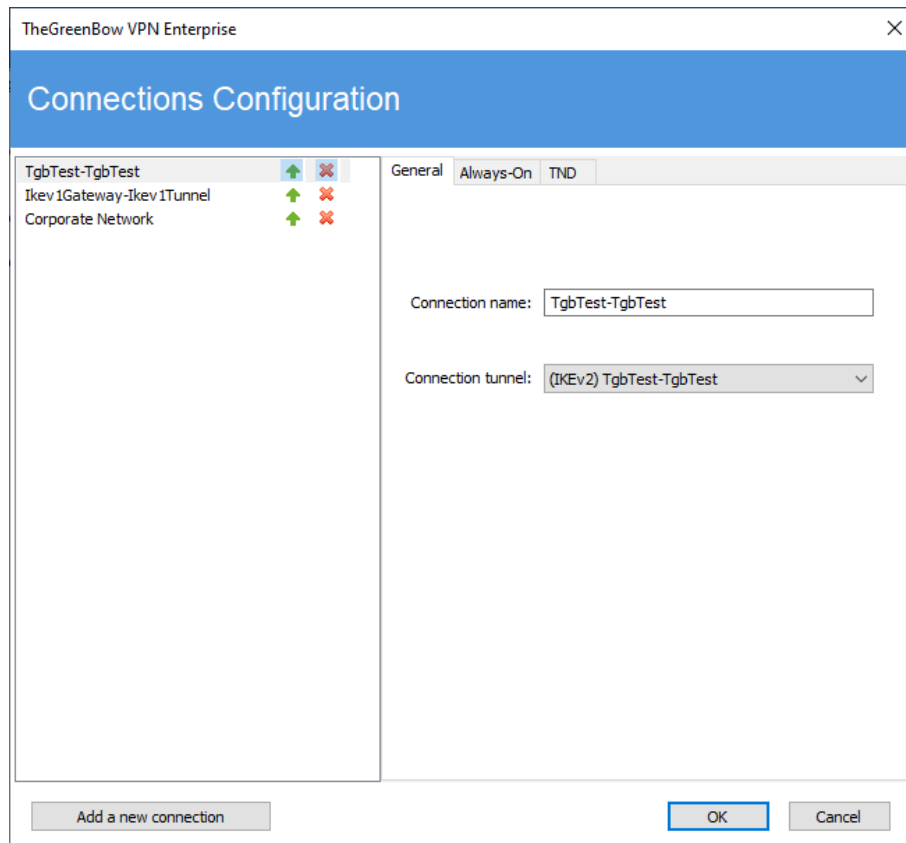 TheGreenBow VPN Enterprise
Connections Configuration
TgbTest-TgbTest
Ikev1Gateway-Ikev1Tunnel
Corporate Network
General Always-On TND
Connection name: TgbTest-TgbTest
Connection tunnel: (IKEv2) TgbTest-TgbTest
Add a new connection OK Cancel